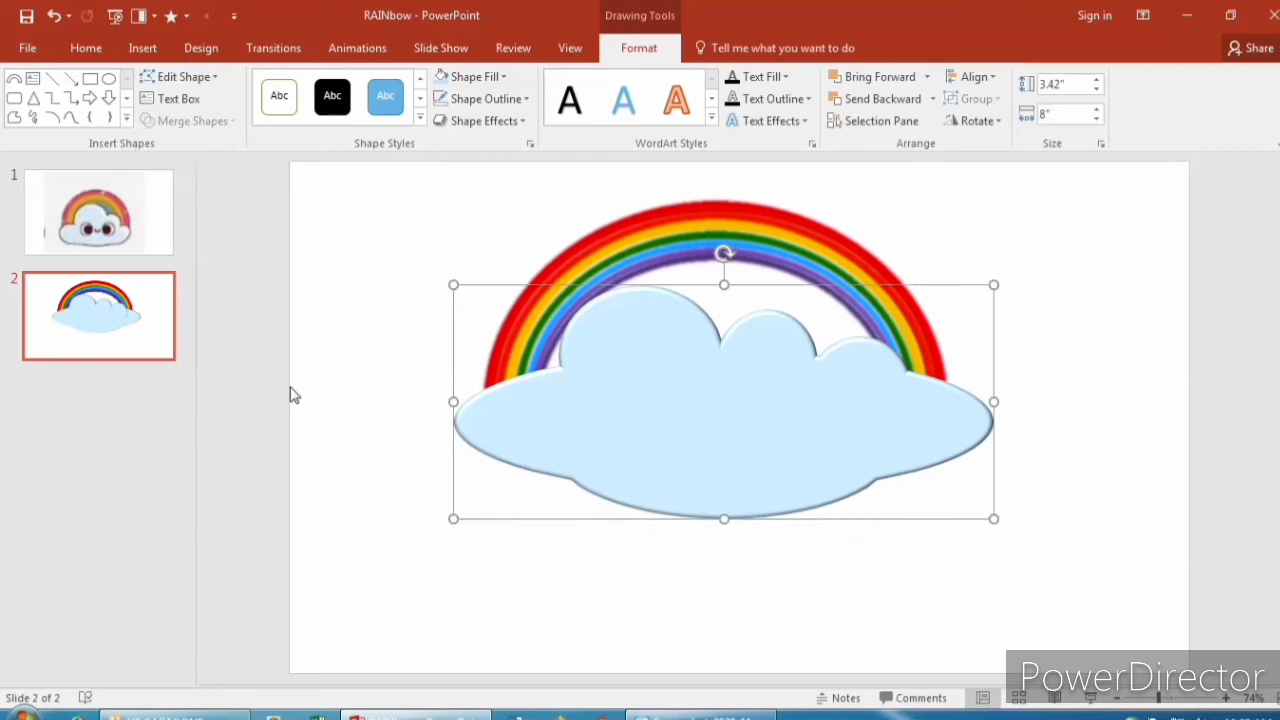 RAINbow - PowerPoint
Drawing Tools
Sign in
File
Home
Insert
Design
Transitions
Animations
Slide Show
Review
View
Format
Tell me what you want to do
Share
Edit Shape
Text Box
Merge Shapes
Insert Shapes
Abc
Abc
Abc
Shape Fill
Shape Outline
Shape Effects
Shape Styles
A
A
A
Text Fill
Text Outline
Text Effects
WordArt Styles
Bring Forward
Send Backward
Selection Pane
Align
Group
Rotate
Arrange
3.42"
8"
Size
1
2
PowerDirector
Slide 2 of 2
Notes
Comments
74%